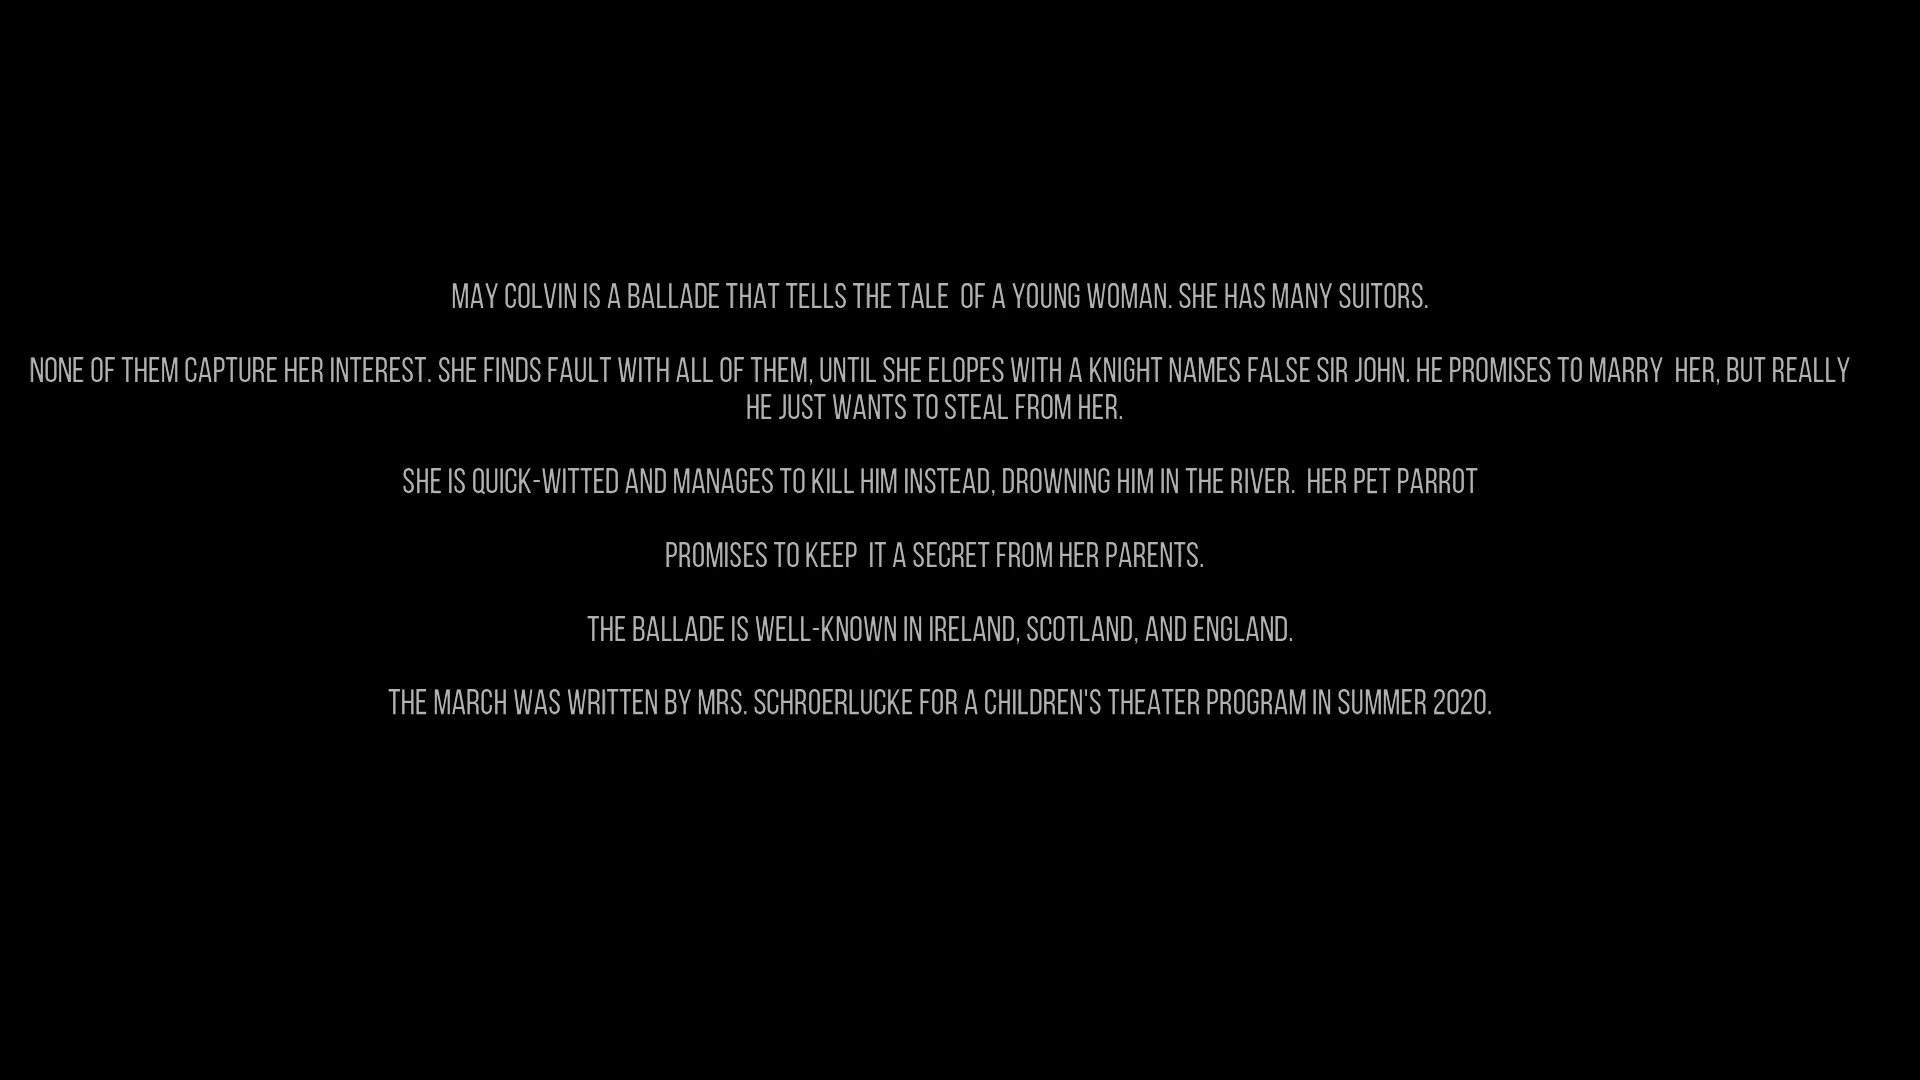 MAY COLVIN IS A BALLADE THAT TELLS THE TALE  OF A YOUNG WOMAN. SHE HAS MANY SUITORS.
NONE OF THEM CAPTURE HER INTEREST. SHE FINDS FAULT WITH ALL OF THEM, UNTIL SHE ELOPES WITH A KNIGHT NAMES FALSE SIR JOHN. HE PROMISES TO MARRY  HER, BUT REALLY
HE JUST WANTS TO STEAL FROM HER.
SHE IS QUICK-WITTED AND MANAGES TO KILL HIM INSTEAD, DROWNING HIM IN THE RIVER.  HER PET PARROT
PROMISES TO KEEP  IT A SECRET FROM HER PARENTS.
THE BALLADE IS WELL-KNOWN IN IRELAND, SCOTLAND, AND ENGLAND.
THE MARCH WAS WRITTEN BY MRS. SCHROERLUCKE FOR A CHILDREN'S THEATER PROGRAM IN SUMMER 2020.